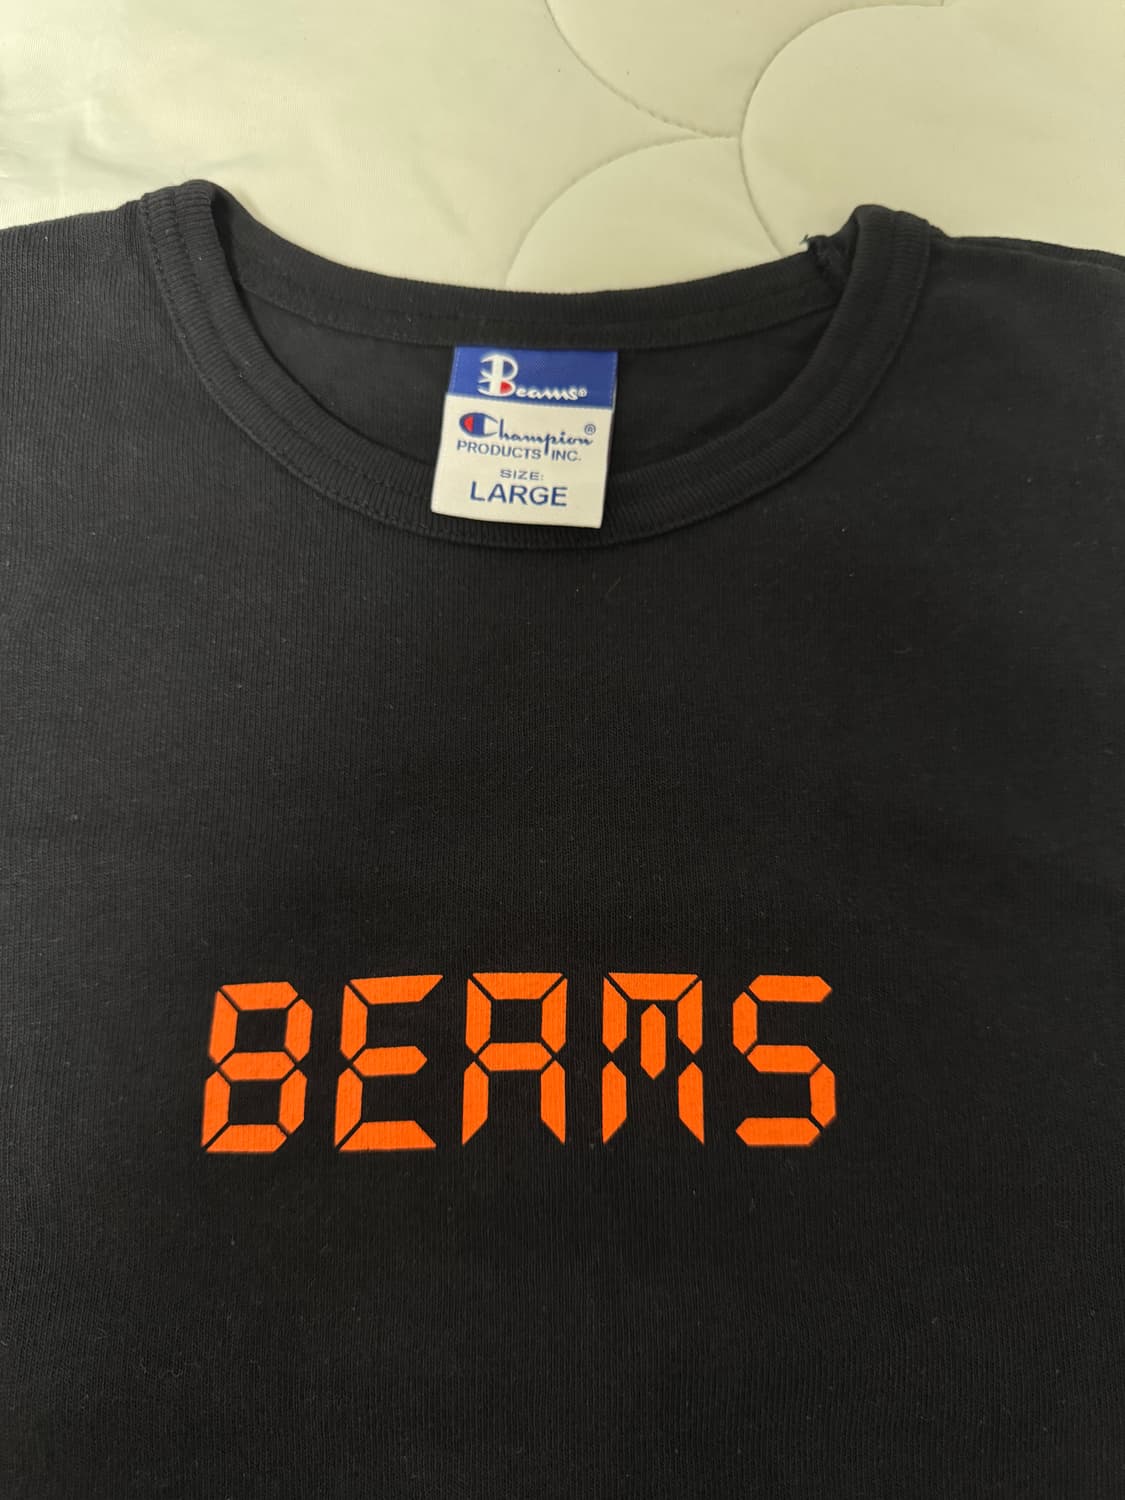 Beams®
Champion®
PRODUCTS INC.
SIZE:
LARGE
BEAMS